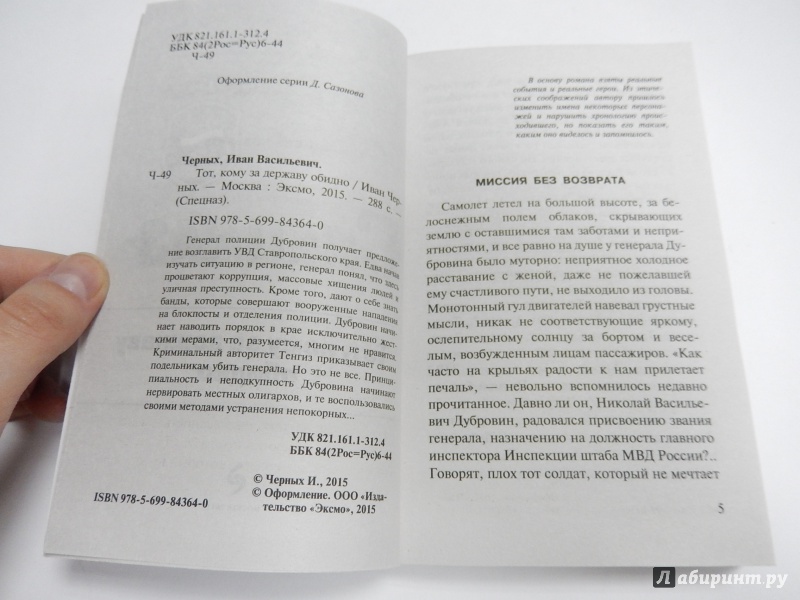 УДК 821.161.1-312.4
ББК 84(2Рос=Рус)6-44
Ч-49
Оформление серии Д. Сазонова
Черных, Иван Васильевич.
Ч-49 Тот, кому за державу обидно / Иван Чер-
ных. — Москва : Эксмо, 2015. — 288 с. —
(Спецназ).
ISBN 978-5-699-84364-0
Генерал полиции Дубровин получает предложе-
ние возглавить УВД Ставропольского края. Едва начав
изучать ситуацию в регионе, генерал понял, что здесь
процветают коррупция, массовые хищения людей и
уличная преступность. Кроме того, дают о себе знать
банды, которые совершают вооруженные нападения
на блокпосты и отделения полиции. Дубровин начи-
нает наводить порядок в крае исключительно жест-
кими мерами, что, разумеется, многим не нравится.
Криминальный авторитет Тенгиз приказывает своим
подельникам убить генерала. Но это не все. Принци-
пиальность и неподкупность Дубровина начинают
нервировать местных олигархов, и те воспользовались
своими методами устранения непокорных...
УДК 821.161.1-312.4
ББК 84(2Рос=Рус)6-44
© Черных И., 2015
© Оформление. ООО «Изда-
тельство «Эксмо», 2015
ISBN 978-5-699-84364-0
В основу романа взяты реальные
события и реальные герои. Из этиче-
ских соображений автору пришлось
изменить имена некоторых персона-
жей и нарушить хронологию проис-
ходившего, но показать его таким,
каким оно виделось и запомнилось.
МИССИЯ БЕЗ ВОЗВРАТА
Самолет летел на большой высоте, за бе-
лоснежным полем облаков, скрывающих
землю с оставшимися там заботами и непри-
ятностями, и все равно на душе у генерала Ду-
бровина было муторно: неприятное холодное
расставание с женой, даже не пожелавшей
ему счастливого пути, не выходило из головы.
Монотонный гул двигателей навевал грустные
мысли, никак не соответствующие яркому,
ослепительному солнцу за бортом и весе-
лым, возбужденным лицам пассажиров. «Как
часто на крыльях радости к нам прилетает
печаль», — невольно вспомнилось недавно
прочитанное. Давно ли он, Николай Василье-
вич Дубровин, радовался присвоению звания
генерала, назначению на должность главного
инспектора Инспекции штаба МВД России?..
Говорят, плох тот солдат, который не мечтает
5
Лабиринт.ру